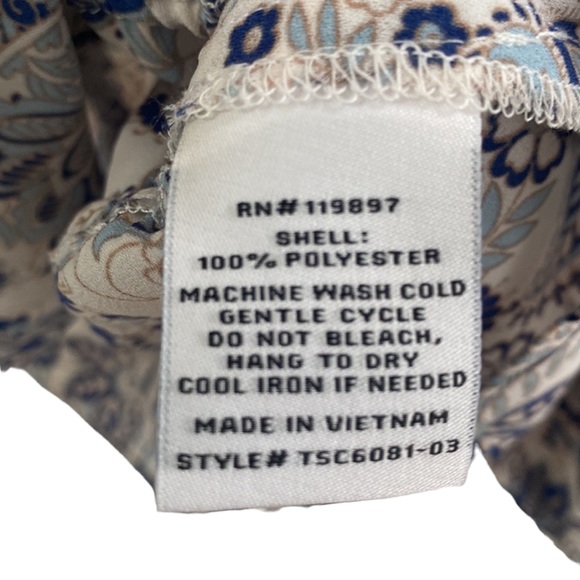 RN# 119897
SHELL:
100% POLYESTER
MACHINE WASH COLD
GENTLE CYCLE
DO NOT BLEACH,
HANG TO DRY
COOL IRON IF NEEDED
MADE IN VIETNAM
STYLE# TSC6081-03